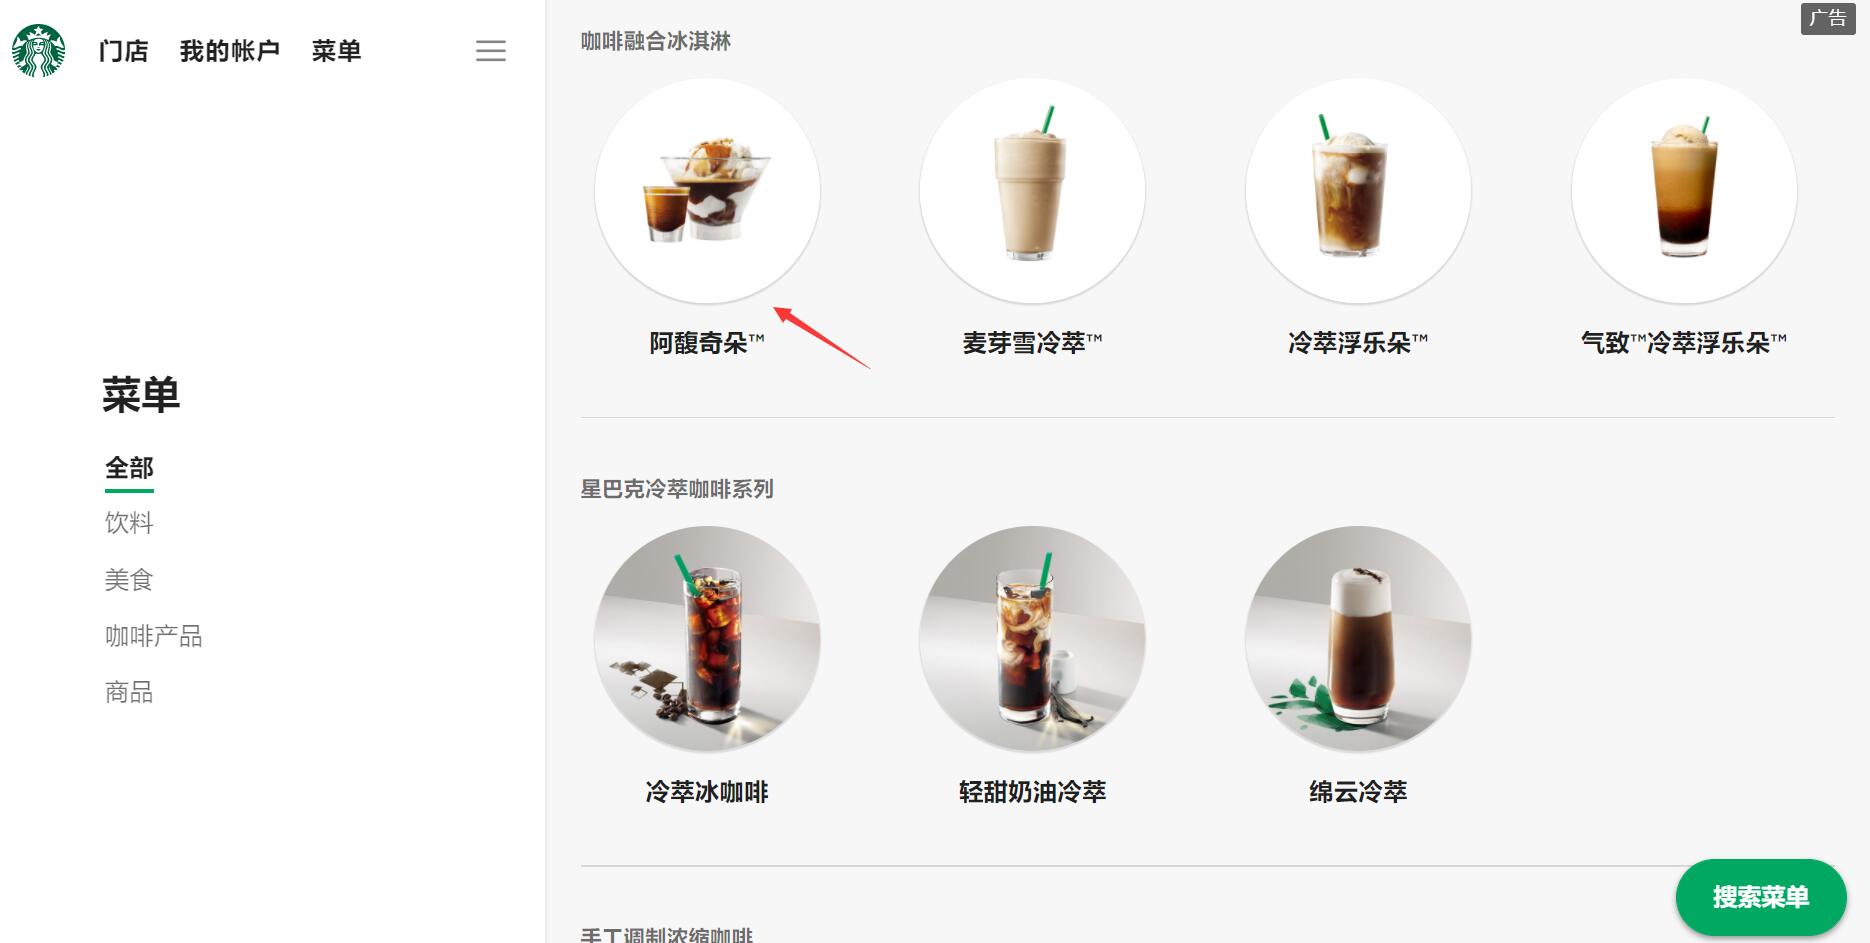 门店 我的帐户 菜单
菜单
全部
饮料
美食
咖啡产品
商品
广告
咖啡融合冰淇淋
阿馥奇朵™ 麦芽雪冷萃™ 冷萃浮乐朵™ 气致™冷萃浮乐朵™
星巴克冷萃咖啡系列
冷萃冰咖啡 轻甜奶油冷萃 绵云冷萃
手工调制浓缩咖啡
搜索菜单